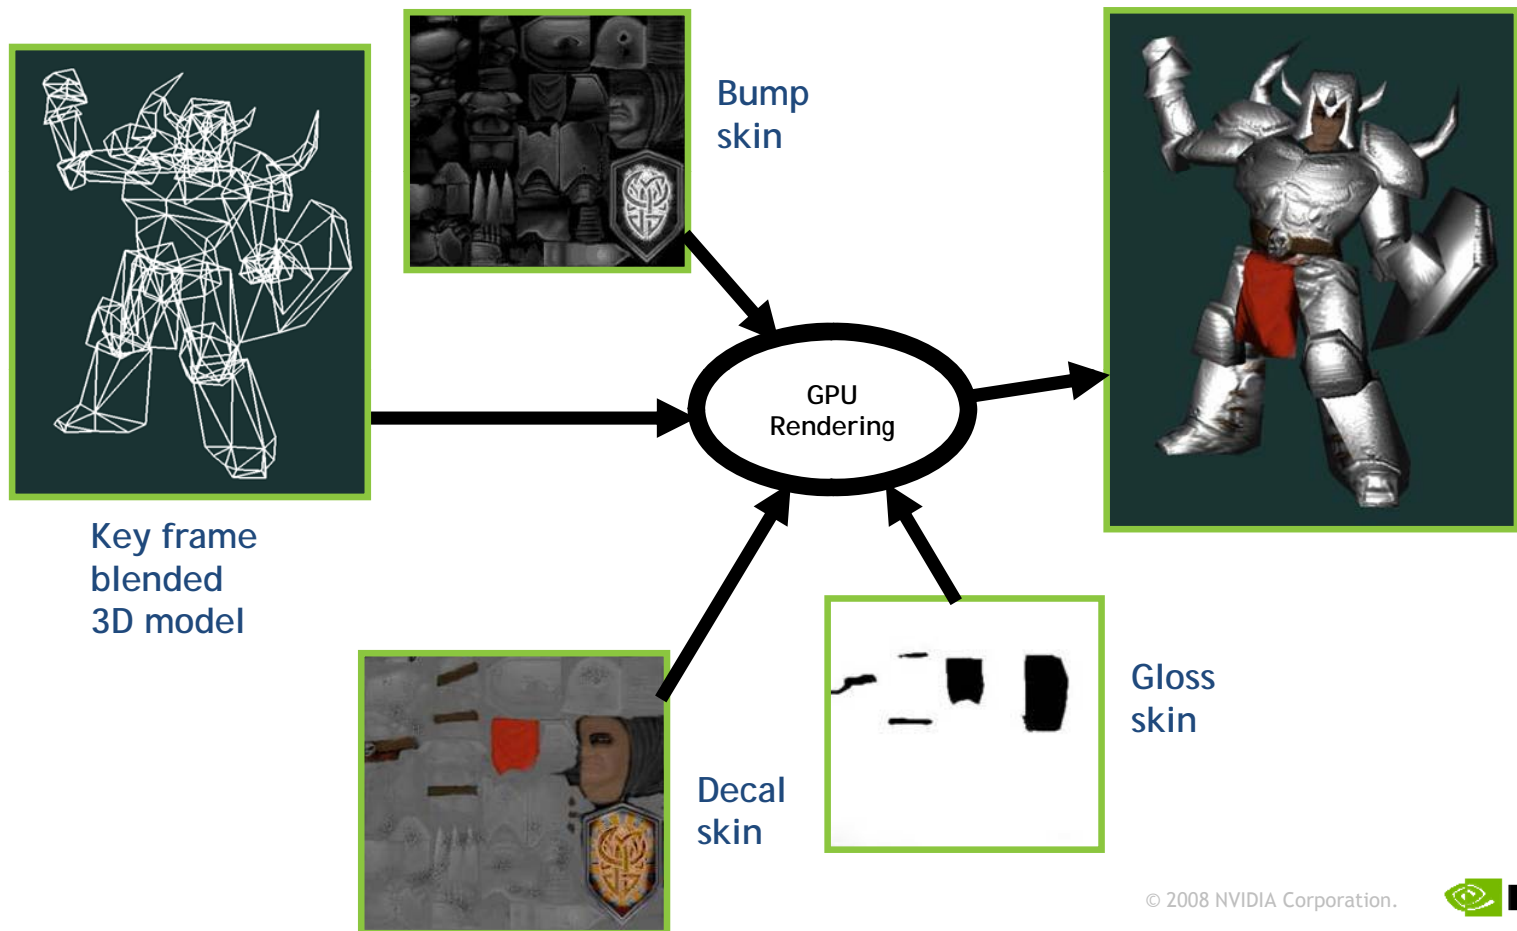 Bump
skin
GPU
Rendering
Key frame
blended
3D model
Gloss
skin
Decal
skin
© 2008 NVIDIA Corporation.